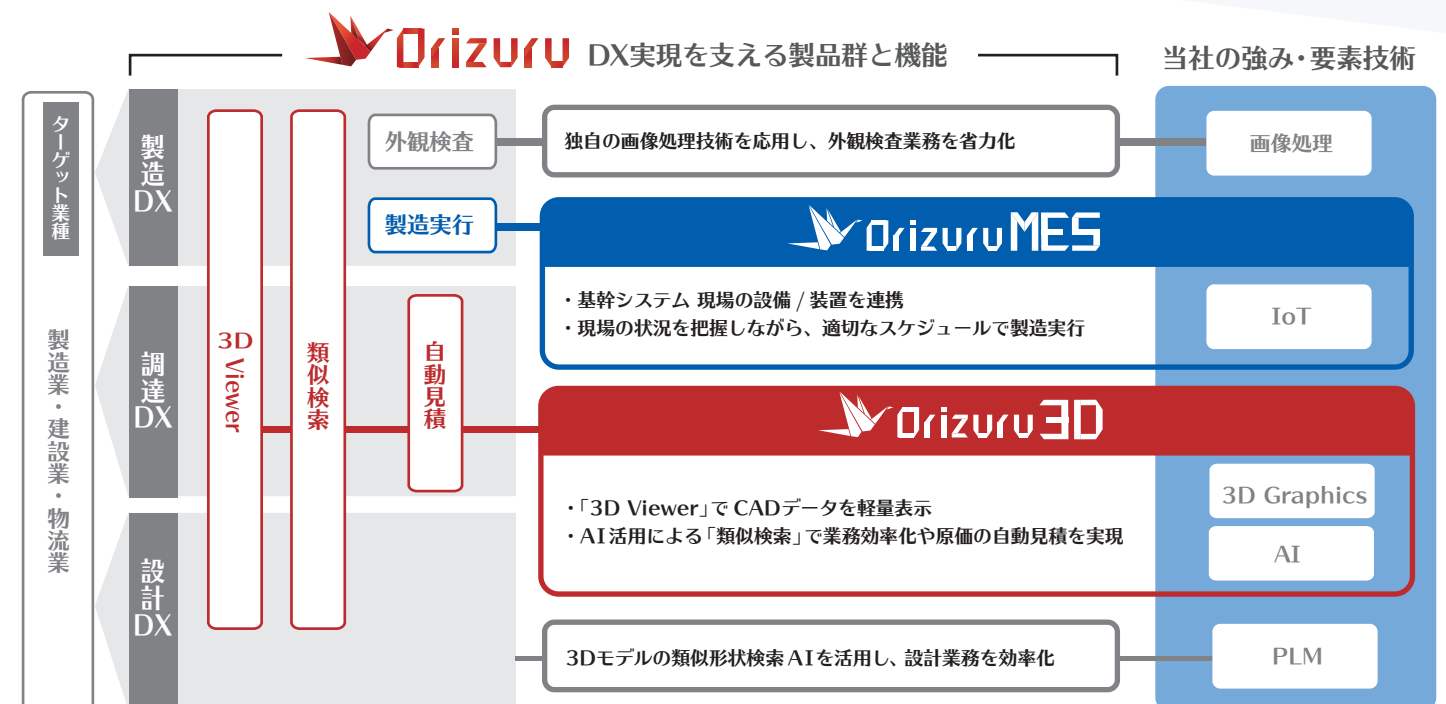 Orizuru DX実現を支える製品群と機能
当社の強み・要素技術
ターゲット業種
製造業・建設業・物流業
製造DX
調達DX
設計DX
3D Viewer
類似検索
自動見積
外観検査
独自の画像処理技術を応用し、外観検査業務を省力化
画像処理
製造実行
Orizuru MES
・基幹システム 現場の設備 / 装置を連携
・現場の状況を把握しながら、適切なスケジュールで製造実行
IoT
Orizuru 3D
・「3D Viewer」で CADデータを軽量表示
・AI活用による「類似検索」で業務効率化や原価の自動見積を実現
3D Graphics
AI
3Dモデルの類似形状検索AIを活用し、設計業務を効率化
PLM